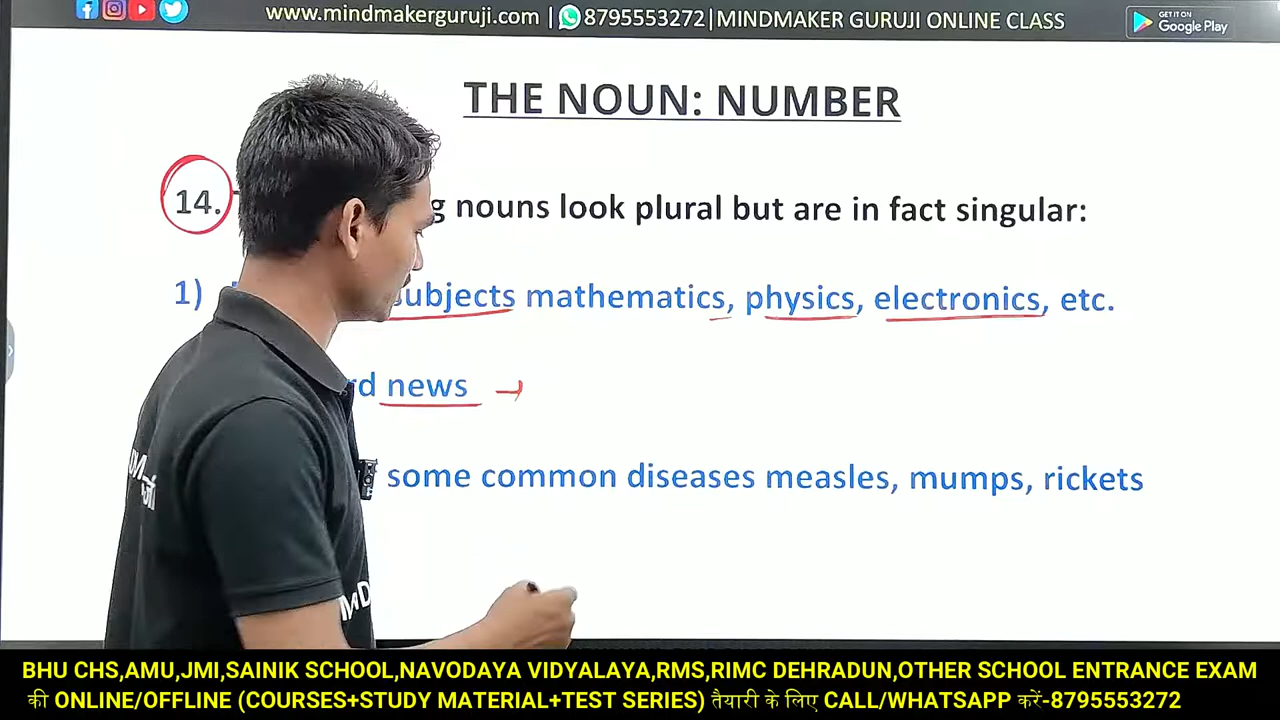 www.mindmakerguruji.com | 8795553272|MINDMAKER GURUJI ONLINE CLASS
GET IT ON
Google Play
THE NOUN: NUMBER
14. nouns look plural but are in fact singular:
1) subjects mathematics, physics, electronics, etc.
news
some common diseases measles, mumps, rickets
BHU CHS,AMU,JMI,SAINIK SCHOOL,NAVODAYA VIDYALAYA,RMS,RIMC DEHRADUN,OTHER SCHOOL ENTRANCE EXAM
की ONLINE/OFFLINE (COURSES+STUDY MATERIAL+TEST SERIES) तैयारी के लिए CALL/WHATSAPP करें-8795553272